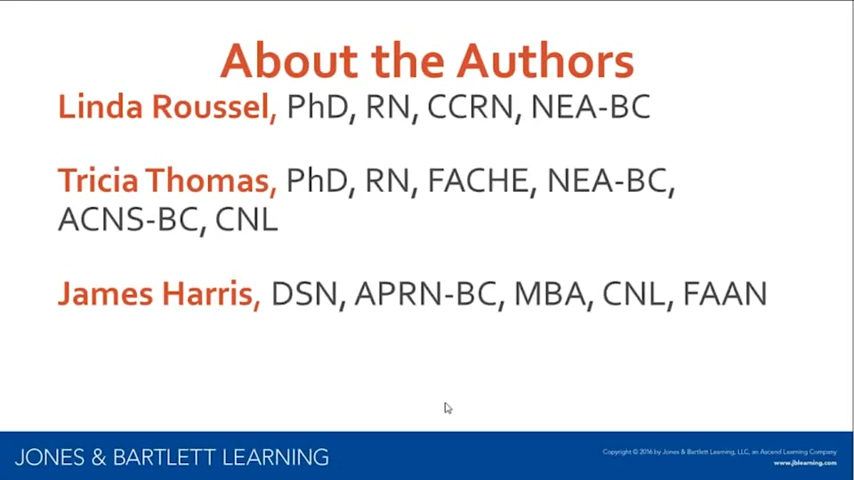 About the Authors
Linda Roussel, PhD, RN, CCRN, NEA-BC
Tricia Thomas, PhD, RN, FACHE, NEA-BC,
ACNS-BC, CNL
James Harris, DSN, APRN-BC, MBA, CNL, FAAN
JONES & BARTLETT LEARNING
Copyright © 2016 by Jones & Bartlett Learning, LLC, an Ascend Learning Company
www.jblearning.com